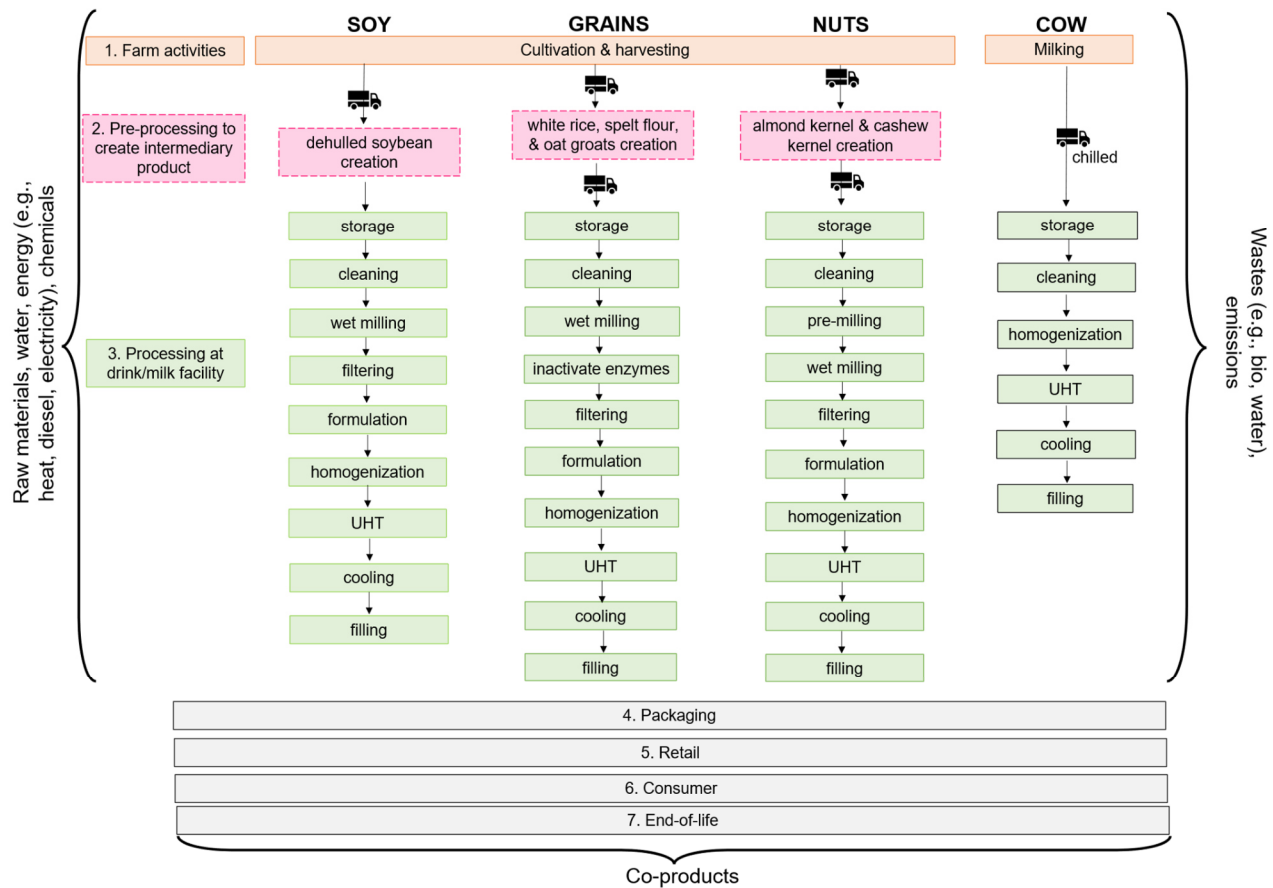 SOY
GRAINS
NUTS
COW
1. Farm activities
Cultivation & harvesting
Milking
2. Pre-processing to
create intermediary
product
dehulled soybean
creation
white rice, spelt flour,
& oat groats creation
almond kernel & cashew
kernel creation
chilled
3. Processing at
drink/milk facility
storage
cleaning
wet milling
filtering
formulation
homogenization
UHT
cooling
filling
storage
cleaning
wet milling
inactivate enzymes
filtering
formulation
homogenization
UHT
cooling
filling
storage
cleaning
pre-milling
wet milling
filtering
formulation
homogenization
UHT
cooling
filling
storage
cleaning
homogenization
UHT
cooling
filling
Raw materials, water, energy (e.g.,
heat, diesel, electricity), chemicals
Wastes (e.g., bio, water),
emissions
4. Packaging
5. Retail
6. Consumer
7. End-of-life
Co-products